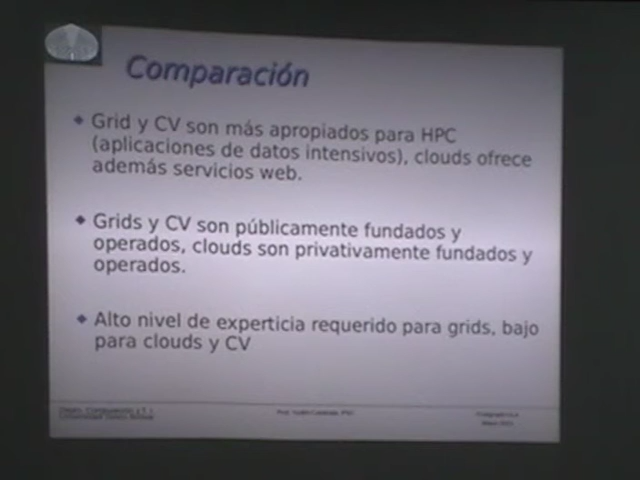 Comparación
Grid y CV son más apropiados para HPC
(aplicaciones de datos intensivos), clouds ofrece
además servicios web.
Grids y CV son públicamente fundados y
operados, clouds son privativamente fundados y
operados.
Alto nivel de experticia requerido para grids, bajo
para clouds y CV